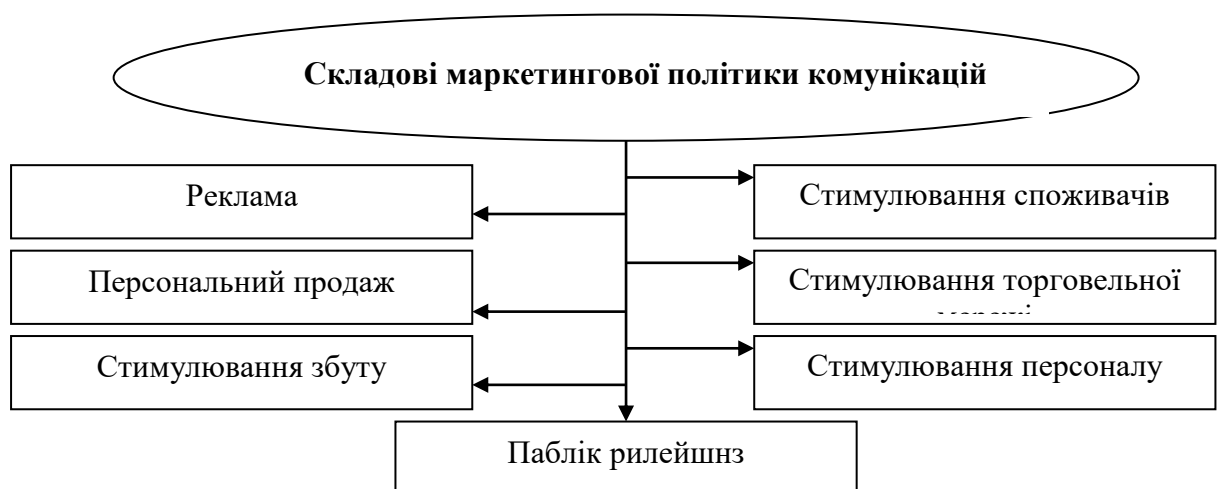 Складові маркетингової політики комунікацій
Реклама
Стимулювання споживачів
Персональний продаж
Стимулювання торговельної
Стимулювання збуту
Стимулювання персоналу
Паблік рилейшнз